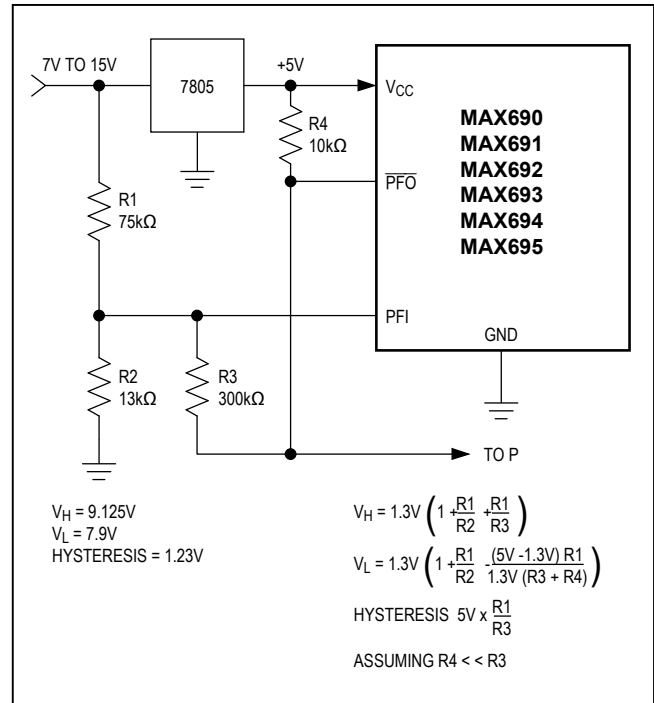 7V TO 15V
7805
+5V
VCC
R4
10kΩ
MAX690
MAX691
MAX692
MAX693
MAX694
MAX695
PFO
R1
75kΩ
PFI
GND
R2
13kΩ
R3
300kΩ
TO P
VH = 9.125V
VL = 7.9V
HYSTERESIS = 1.23V
VH = 1.3V (1 + R1/R2 + R1/R3)
VL = 1.3V (1 + R1/R2 - (5V -1.3V) R1/1.3V (R3 + R4))
HYSTERESIS 5V x R1/R3
ASSUMING R4 < < R3